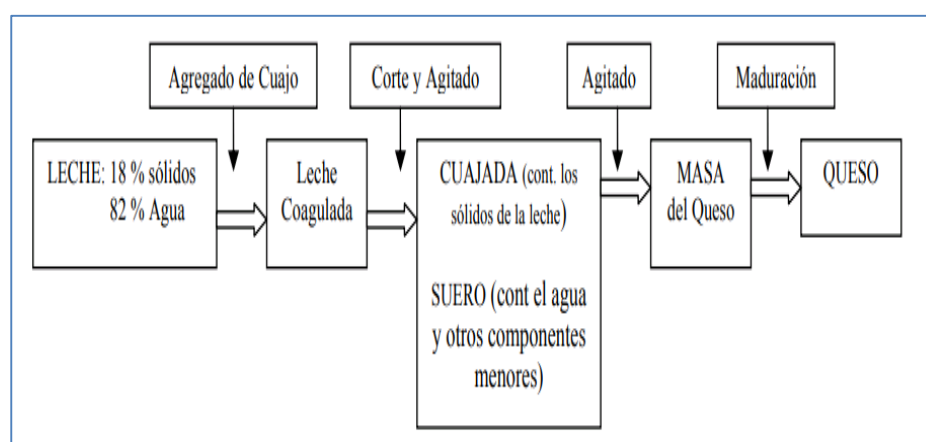 Agregado de Cuajo
Corte y Agitado
Agitado
Maduración
LECHE: 18 % sólidos
82 % Agua
Leche
Coagulada
CUAJADA (cont. los
sólidos de la leche)
SUERO (cont el agua
y otros componentes
menores)
MASA
del Queso
QUESO